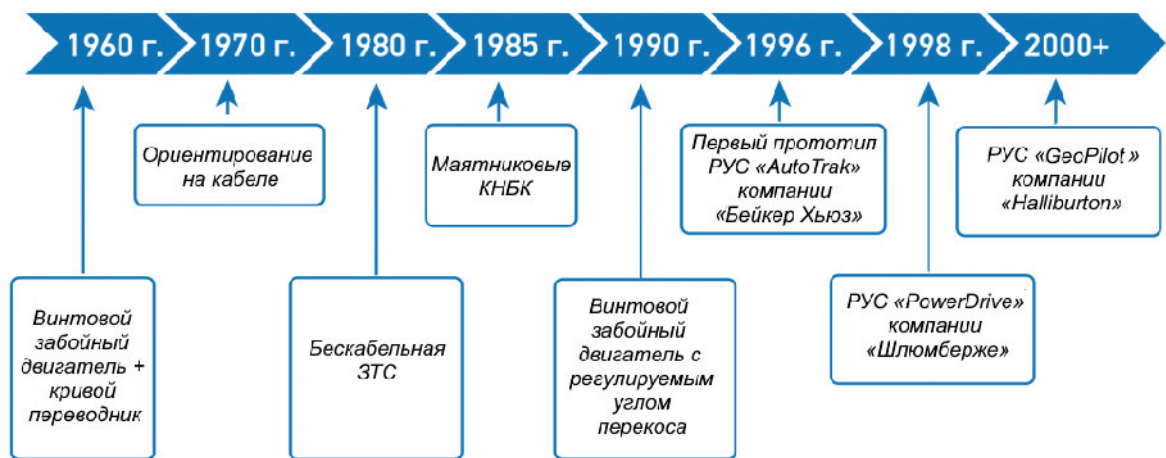 1960 г.
1970 г.
1980 г.
1985 г.
1990 г.
1996 г.
1998 г.
2000+
Винтовой
забойный
двигатель +
кривой
переводник
Ориентирование
на кабеле
Бескабельная
ЗТС
Маятниковые
КНБК
Винтовой
забойный
двигатель с
регулируемым
углом
перекоса
Первый прототип
РУС «AutoTrak»
компании
«Бейкер Хьюз»
РУС «PowerDrive»
компании
«Шлюмберже»
РУС «GeoPilot»
компании
«Halliburton»